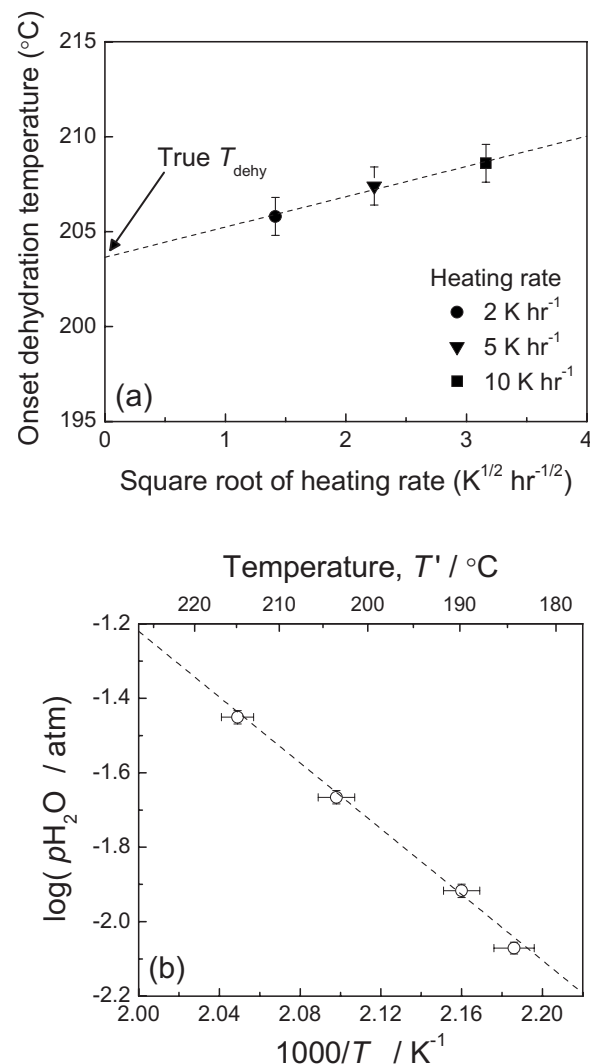 Onset dehydration temperature (°C)
215
210
205
200
195
True T_dehy
Heating rate
2 K hr⁻¹
5 K hr⁻¹
10 K hr⁻¹
(a)
0 1 2 3 4
Square root of heating rate (K^1/2 hr^-1/2)
Temperature, T' / °C
220 210 200 190 180
log( pH₂O / atm)
-1.2
-1.4
-1.6
-1.8
-2.0
-2.2
(b)
2.00 2.04 2.08 2.12 2.16 2.20
1000/T / K⁻¹